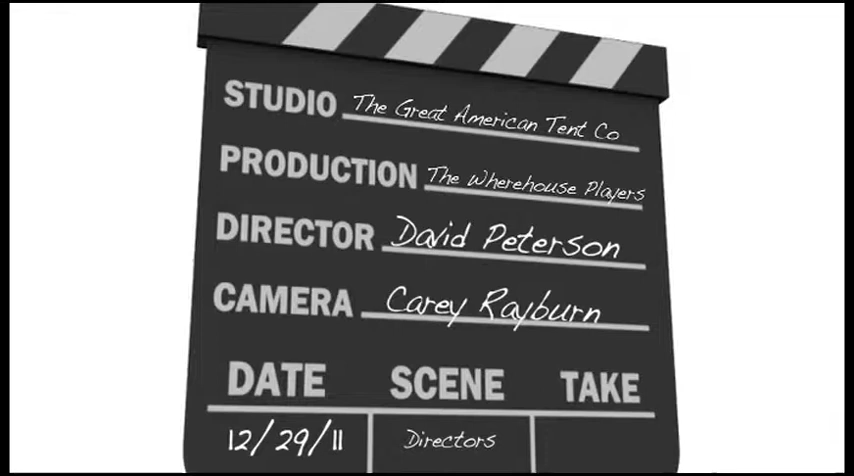 STUDIO The Great American Tent Co
PRODUCTION The Wherehouse Players
DIRECTOR David Peterson
CAMERA Carey Rayburn
DATE SCENE TAKE
12/29/11 Directors